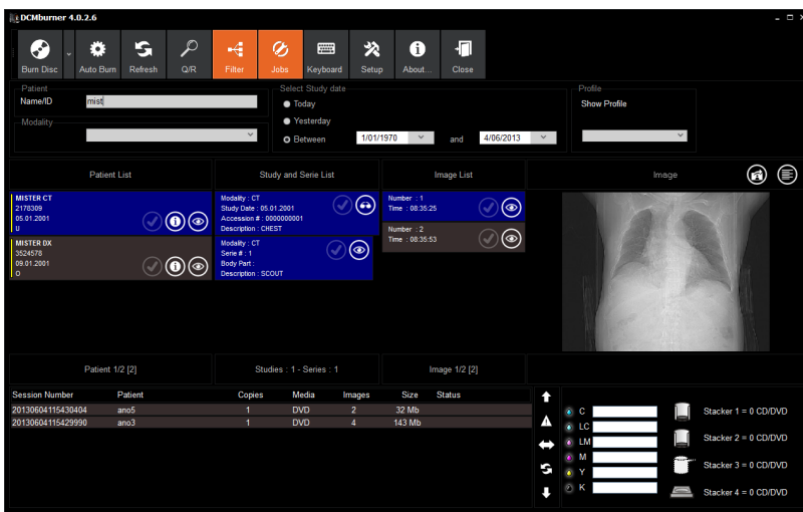 DCMburner 4.0.2.6
Burn Disc
Auto Burn
Refresh
Q/R
Filter
Jobs
Keyboard
Setup
About...
Close
Patient
Name/ID
mist
Modality
Select Study date
Today
Yesterday
Between
1/01/1970
and
4/06/2013
Profile
Show Profile
Patient List
Study and Serie List
Image List
Image
MISTER CT
2178309
05.01.2001
U
MISTER DX
3524578
09.01.2001
O
Modality : CT
Study Date : 05.01.2001
Accession # : 0000000001
Description : CHEST
Modality: CT
Serie # : 1
Body Part :
Description : SCOUT
Number : 1
Time : 08:35:25
Number : 2
Time : 08:35:53
Patient 1/2 [2]
Studies : 1 - Series : 1
Image 1/2 [2]
Session Number Patient Copies Media Images Size Status
20130604115430404 ano5 1 DVD 2 32 Mb
20130604115429990 ano3 1 DVD 4 143 Mb
C
LC
LM
M
Y
K
Stacker 1 = 0 CD/DVD
Stacker 2 = 0 CD/DVD
Stacker 3 = 0 CD/DVD
Stacker 4 = 0 CD/DVD